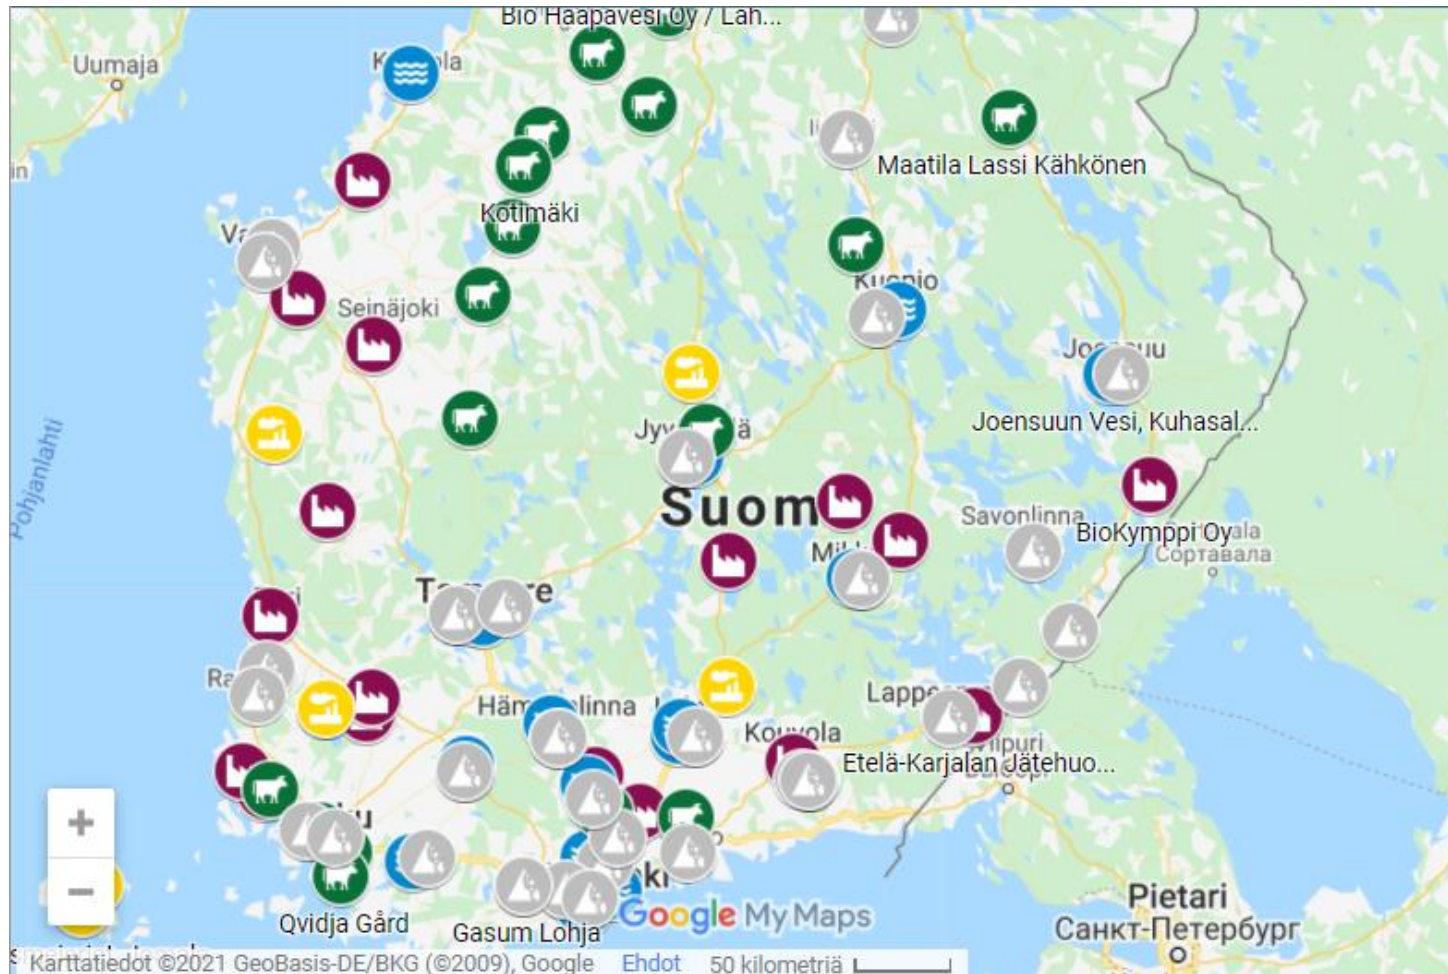 Bio Haapavesi Oy / Lah...
Uumaja
Maatila Lassi Kähkönen
Kotimäki
Kuopio
Seinäjoki
Joensuun Vesi, Kuhasal...
Pohjanlahti
Suom
Savonlinna
BioKymppi Oy
Сортавала
Kouvola
Etelä-Karjalan Jätehuo...
Pietari
Qvidja Gård
Gasum Lohja
Google My Maps
Санкт-Петербург
Karttatiedot ©2021 GeoBasis-DE/BKG (©2009), Google Ehdot 50 kilometriä